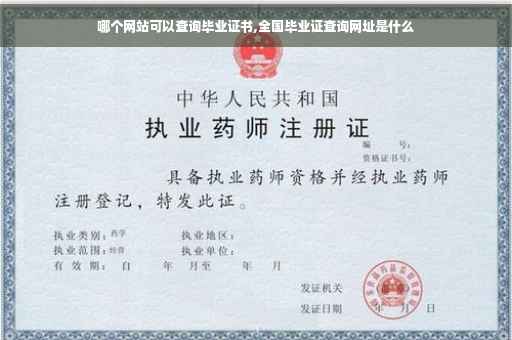 哪个网站可以查询毕业证书,全国毕业证查询网址是什么
中华人民共和国
执业药师注册证
编 号:
资格证书号:
具备执业药师资格并经执业药师
注册登记，特发此证。
执业类别: 药学 执业地区:
执业范围: 经营 执业单位:
有 效 期: 自 年 月至 年 月
发证机关
发证日期 年 月 日